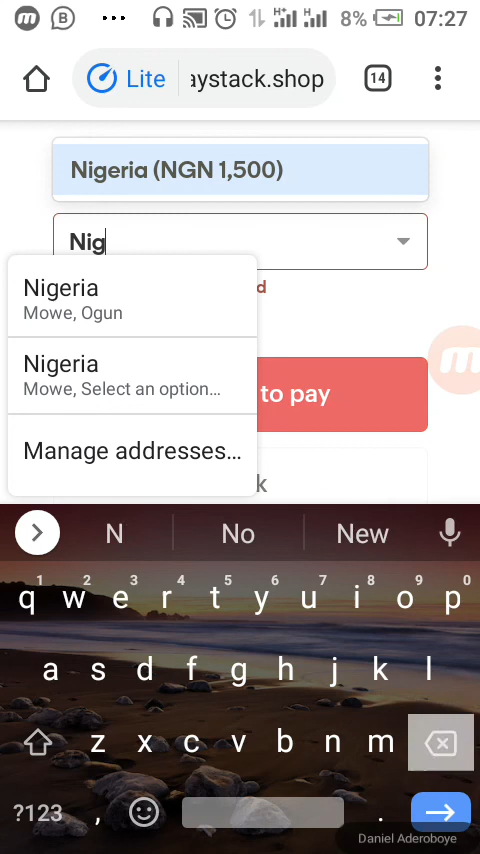 8% 07:27
Lite aystack.shop 14
Nigeria (NGN 1,500)
Nig
d
Nigeria
Mowe, Ogun
Nigeria
Mowe, Select an option...
to pay
Manage addresses...
k
N No New
1 2 3 4 5 6 7 8 9 0
q w e r t y u i o p
a s d f g h j k l
z x c v b n m
?123 , .
Daniel Aderoboye